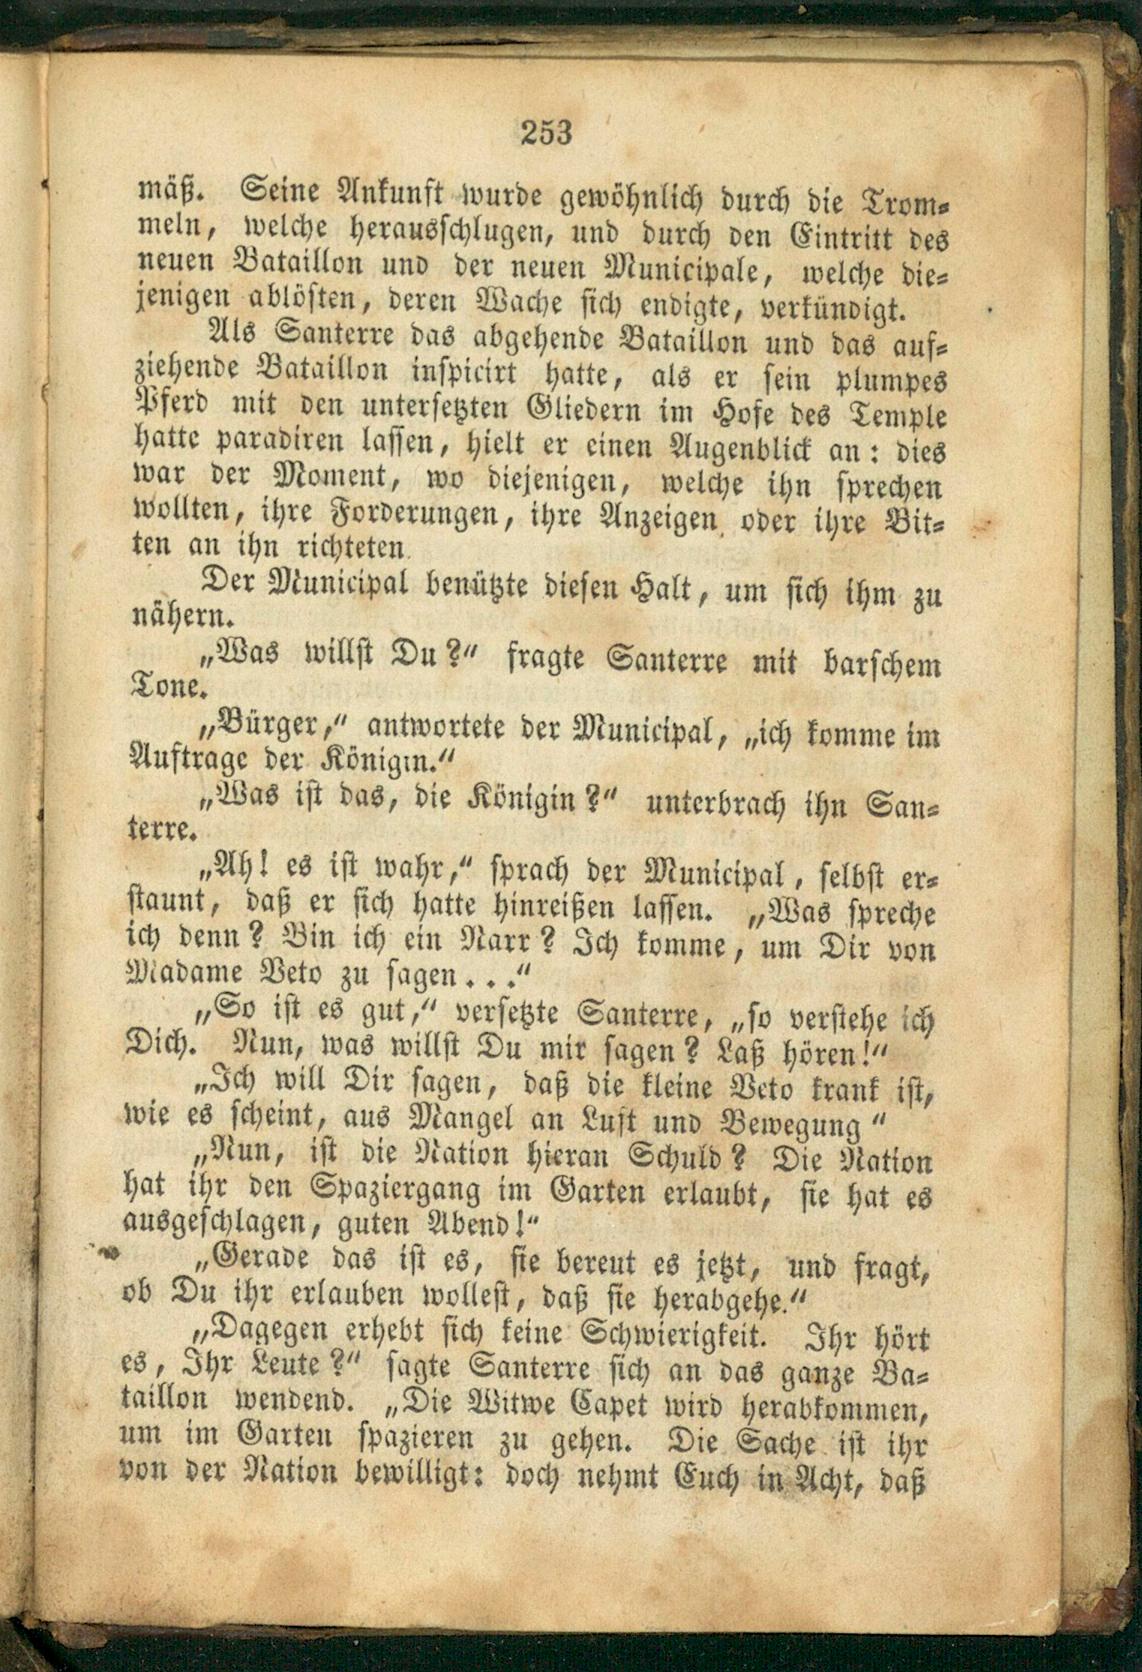 253
mäß. Seine Ankunft wurde gewöhnlich durch die Trom-
meln, welche herausschlugen, und durch den Eintritt des
neuen Bataillon und der neuen Municipale, welche die-
jenigen ablösten, deren Wache sich endigte, verkündigt.
Als Santerre das abgehende Bataillon und das auf-
ziehende Bataillon inspicirt hatte, als er sein plumpes
Pferd mit den untersetzten Gliedern im Hofe des Temple
hatte paradiren lassen, hielt er einen Augenblick an: dies
war der Moment, wo diejenigen, welche ihn sprechen
wollten, ihre Forderungen, ihre Anzeigen oder ihre Bit-
ten an ihn richteten
Der Municipal benützte diesen Halt, um sich ihm zu
nähern.
„Was willst Du?“ fragte Santerre mit barschem
Tone.
„Bürger,“ antwortete der Municipal, „ich komme im
Auftrage der Königin.“
„Was ist das, die Königin?“ unterbrach ihn San-
terre.
„Ah! es ist wahr,“ sprach der Municipal, selbst er-
staunt, daß er sich hatte hinreißen lassen. „Was spreche
ich denn? Bin ich ein Narr? Ich komme, um Dir von
Madame Veto zu sagen...“
„So ist es gut,“ versetzte Santerre, „so verstehe ich
Dich. Nun, was willst Du mir sagen? Laß hören!“
„Ich will Dir sagen, daß die kleine Veto krank ist,
wie es scheint, aus Mangel an Luft und Bewegung“
„Nun, ist die Nation hieran Schuld? Die Nation
hat ihr den Spaziergang im Garten erlaubt, sie hat es
ausgeschlagen, guten Abend!“
„Gerade das ist es, sie bereut es jetzt, und fragt,
ob Du ihr erlauben wollest, daß sie herabgehe.“
„Dagegen erhebt sich keine Schwierigkeit. Ihr hört
es, Ihr Leute?“ sagte Santerre sich an das ganze Ba-
taillon wendend. „Die Witwe Capet wird herabkommen,
um im Garten spazieren zu gehen. Die Sache ist ihr
von der Nation bewilligt: doch nehmt Euch in Acht, daß